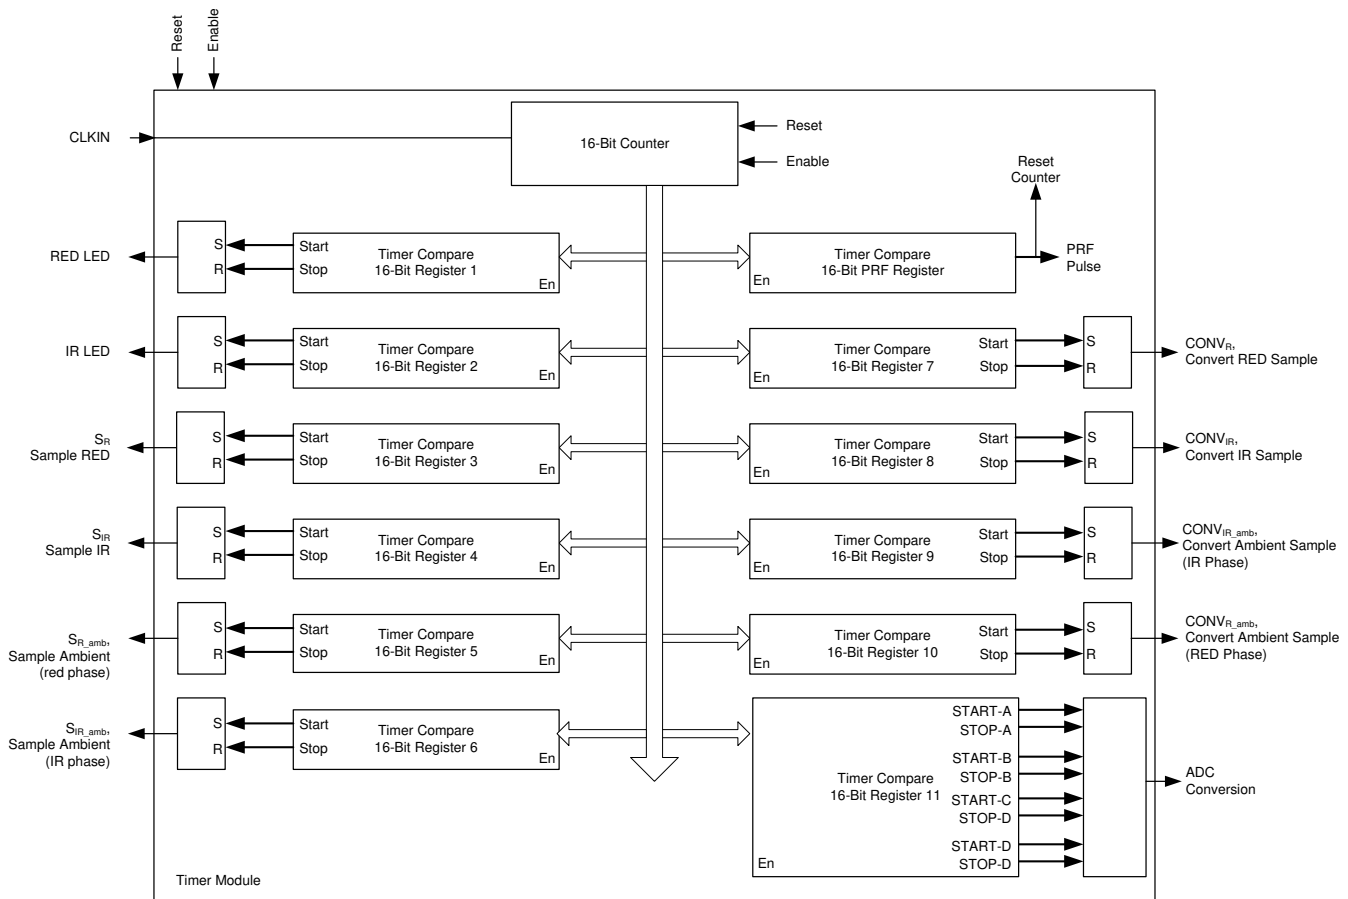 Reset
Enable
CLKIN
16-Bit Counter
Reset
Enable
Reset
Counter
RED LED
S
R
Start
Stop
Timer Compare
16-Bit Register 1
En
Timer Compare
16-Bit PRF Register
En
PRF
Pulse
IR LED
S
R
Start
Stop
Timer Compare
16-Bit Register 2
En
Timer Compare
16-Bit Register 7
En
Start
Stop
S
R
CONVR,
Convert RED Sample
SR
Sample RED
S
R
Start
Stop
Timer Compare
16-Bit Register 3
En
Timer Compare
16-Bit Register 8
En
Start
Stop
S
R
CONVIR,
Convert IR Sample
SIR
Sample IR
S
R
Start
Stop
Timer Compare
16-Bit Register 4
En
Timer Compare
16-Bit Register 9
En
Start
Stop
S
R
CONVIR_amb,
Convert Ambient Sample
(IR Phase)
SR_amb,
Sample Ambient
(red phase)
S
R
Start
Stop
Timer Compare
16-Bit Register 5
En
Timer Compare
16-Bit Register 10
En
Start
Stop
S
R
CONVR_amb,
Convert Ambient Sample
(RED Phase)
SIR_amb,
Sample Ambient
(IR phase)
S
R
Start
Stop
Timer Compare
16-Bit Register 6
En
Timer Compare
16-Bit Register 11
En
START-A
STOP-A
START-B
STOP-B
START-C
STOP-D
START-D
STOP-D
ADC
Conversion
Timer Module